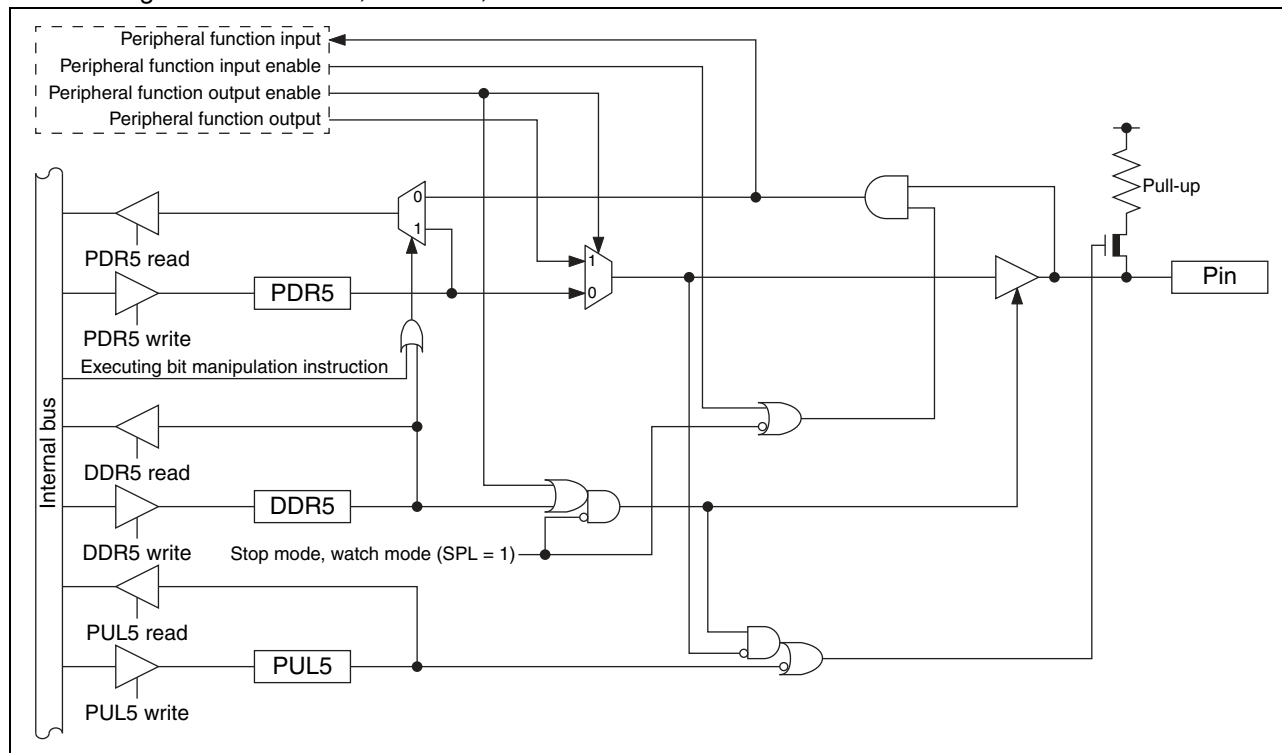 Peripheral function input
Peripheral function input enable
Peripheral function output enable
Peripheral function output
Pull-up
0
1
PDR5 read
1
PDR5
0
Pin
PDR5 write
Executing bit manipulation instruction
Internal bus
DDR5 read
DDR5
DDR5 write
Stop mode, watch mode (SPL = 1)
PUL5 read
PUL5
PUL5 write